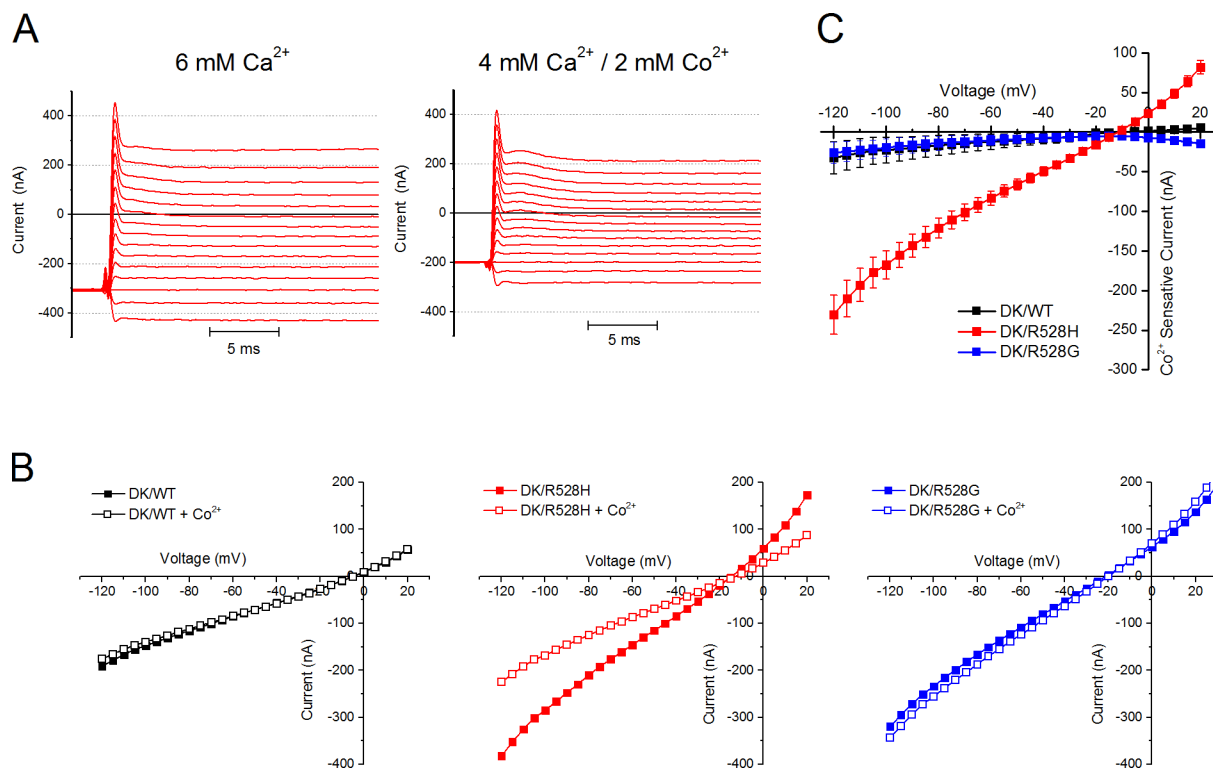 A
6 mM Ca2+
4 mM Ca2+ / 2 mM Co2+
Current (nA)
400
200
0
-200
-400
5 ms
Current (nA)
400
200
0
-200
-400
5 ms
C
Voltage (mV)
-120 -100 -80 -60 -40 -20 20
100
50
-50
-100
-150
-200
-250
-300
Co2+ Sensative Current (nA)
DK/WT
DK/R528H
DK/R528G
B
DK/WT
DK/WT + Co2+
Voltage (mV)
-120 -100 -80 -60 -40 -20 0 20
200
100
-100
-200
-300
-400
Current (nA)
DK/R528H
DK/R528H + Co2+
Voltage (mV)
-120 -100 -80 -60 -40 -20 0 20
200
100
-100
-200
-300
-400
Current (nA)
DK/R528G
DK/R528G + Co2+
Voltage (mV)
-120 -100 -80 -60 -40 -20 0 20
200
100
-100
-200
-300
-400
Current (nA)